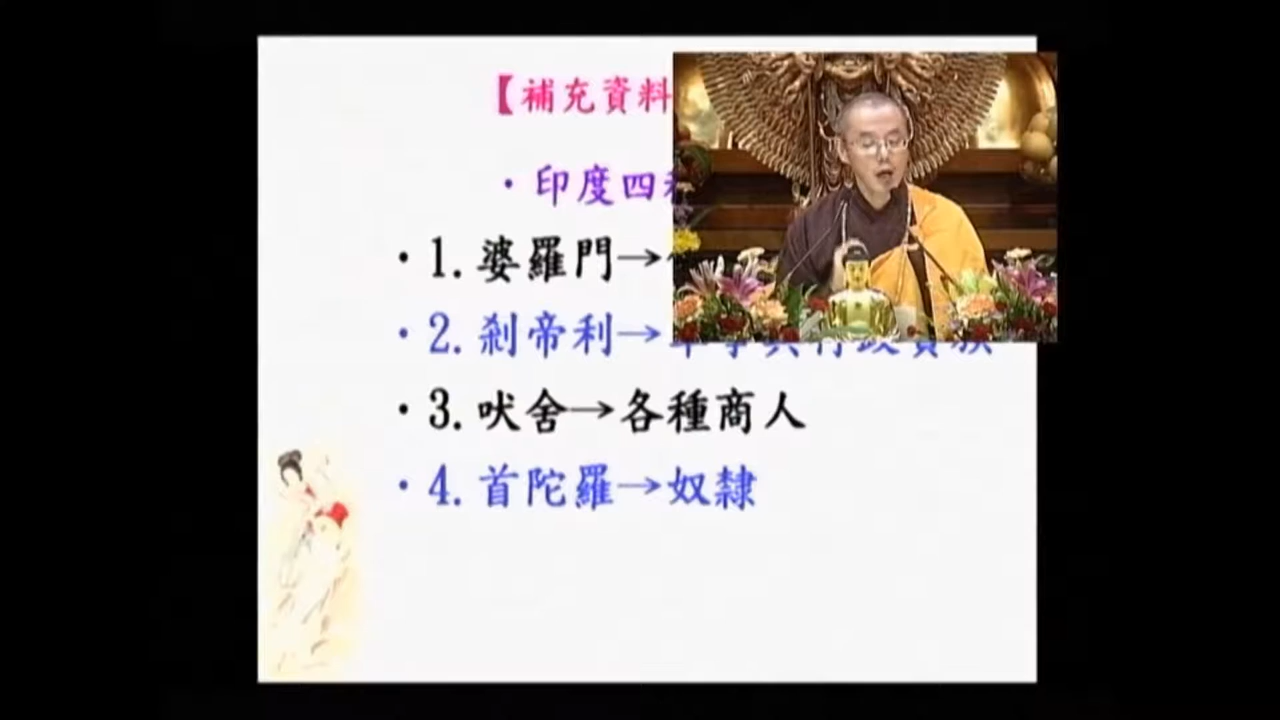 【補充資料
・印度四
・1.婆羅門→
・2.剎帝利→
・3.吠舍→各種商人
・4.首陀羅→奴隸